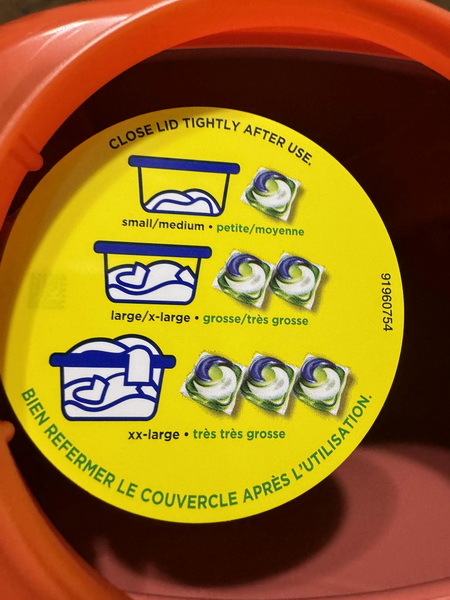 CLOSE LID TIGHTLY AFTER USE.
small/medium • petite/moyenne
large/x-large • grosse/très grosse
91960754
xx-large • très très grosse
BIEN REFERMER LE COUVERCLE APRÈS L'UTILISATION.